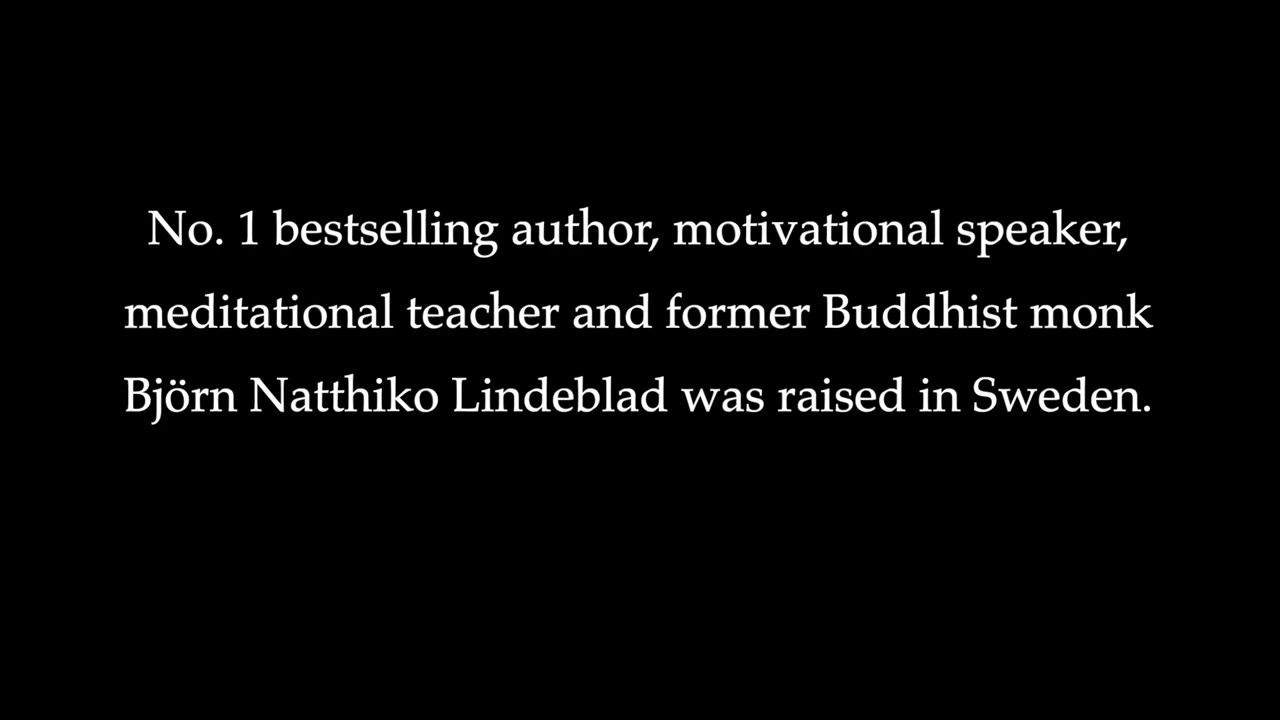 No. 1 bestselling author, motivational speaker,
meditational teacher and former Buddhist monk
Björn Natthiko Lindeblad was raised in Sweden.